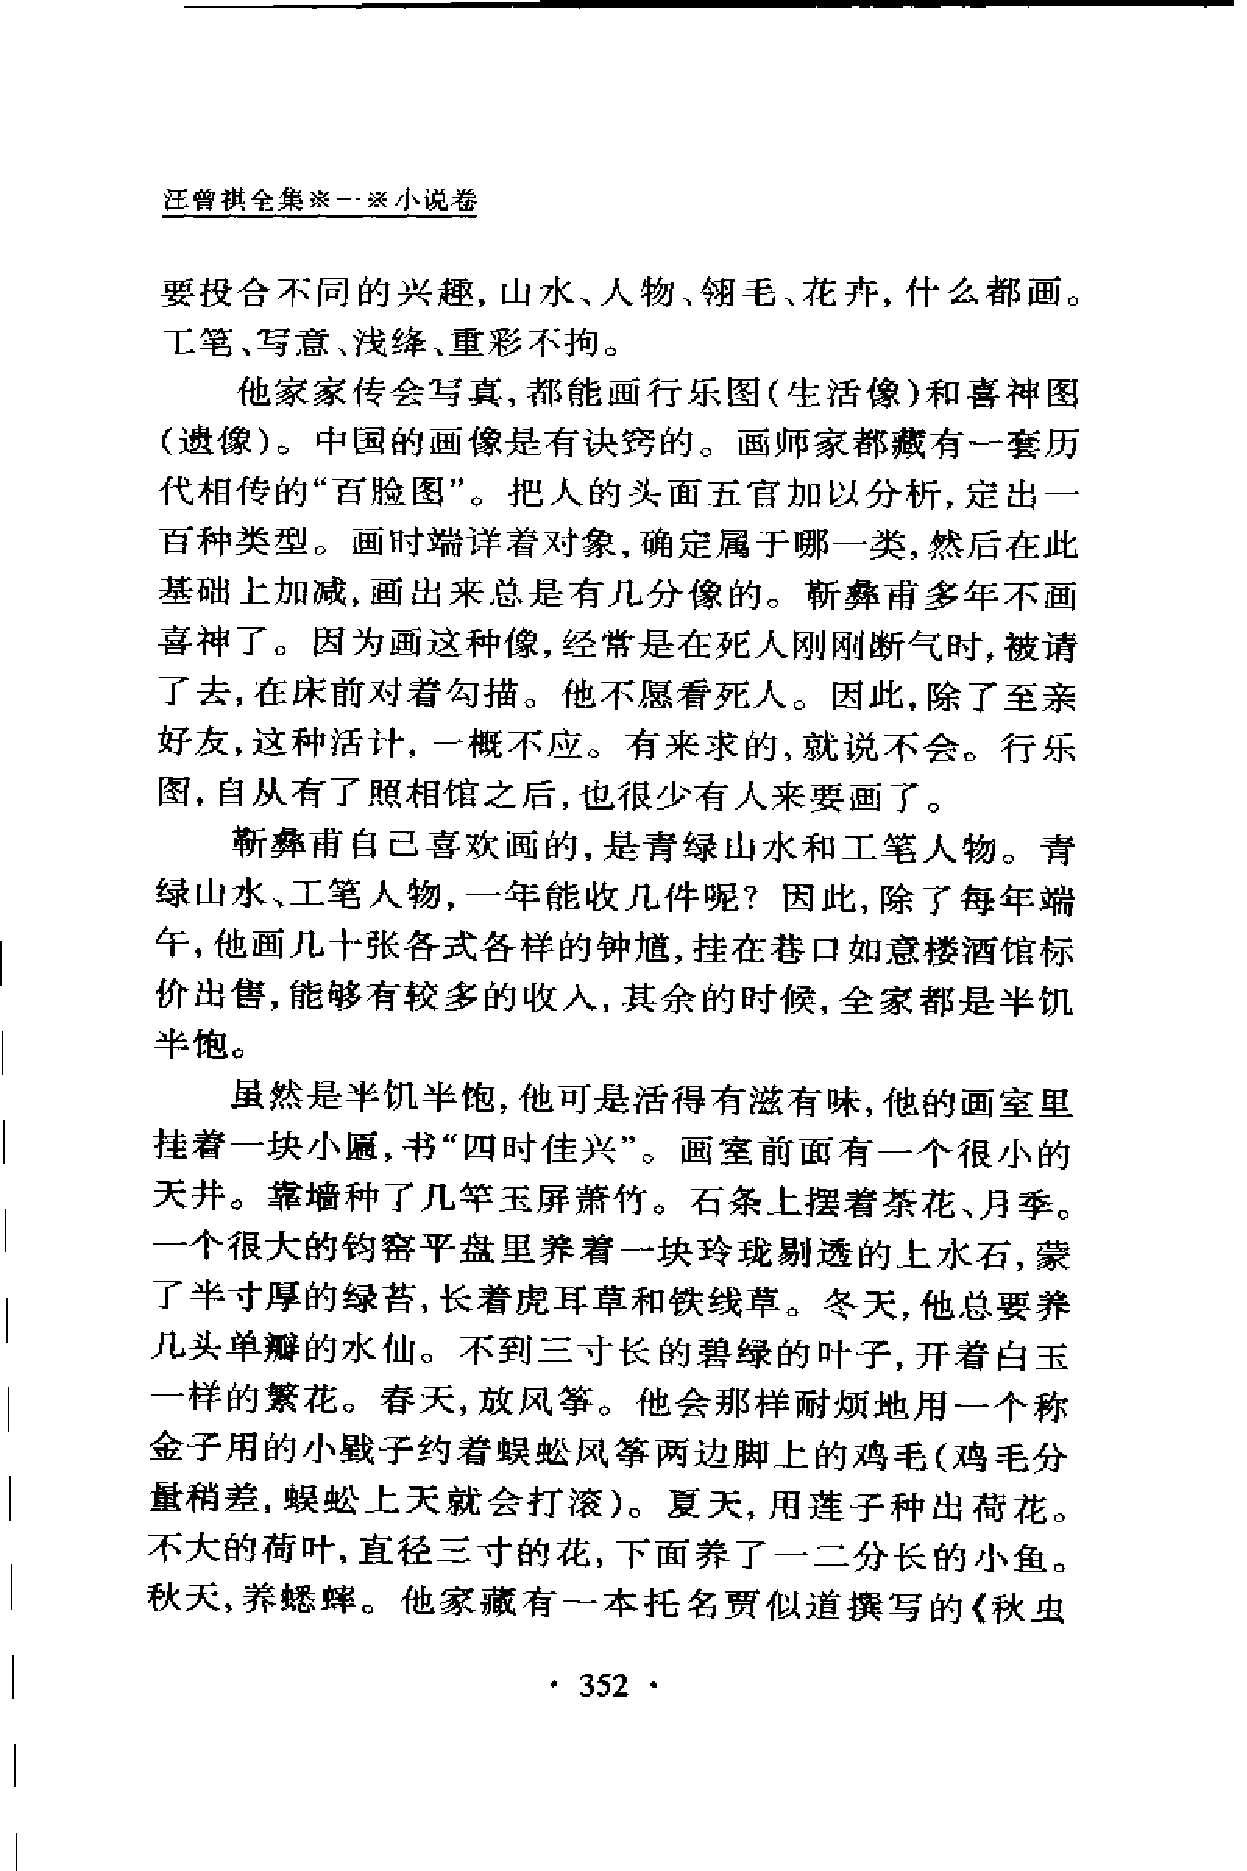 汪曾祺全集※一※小说卷
要投合不同的兴趣,山水、人物、翎毛、花卉,什么都画。
工笔、写意、浅绛、重彩不拘。
他家家传会写真,都能画行乐图(生活像)和喜神图
(遗像)。中国的画像是有诀窍的。画师家都藏有一套历
代相传的“百脸图”。把人的头面五官加以分析,定出一
百种类型。画时端详着对象,确定属于哪一类,然后在此
基础上加减,画出来总是有几分像的。靳彝甫多年不画
喜神了。因为画这种像,经常是在死人刚刚断气时,被请
了去,在床前对着勾描。他不愿看死人。因此,除了至亲
好友,这种活计,一概不应。有来求的,就说不会。行乐
图,自从有了照相馆之后,也很少有人来要画了。
靳彝甫自己喜欢画的,是青绿山水和工笔人物。青
绿山水、工笔人物,一年能收几件呢?因此,除了每年端
午,他画几十张各式各样的钟馗,挂在巷口如意楼酒馆标
价出售,能够有较多的收入,其余的时候,全家都是半饥
半饱。
虽然是半饥半饱,他可是活得有滋有味,他的画室里
挂着一块小匾,书“四时佳兴”。画室前面有一个很小的
天井。靠墙种了几竿玉屏萧竹。石条上摆着茶花、月季。
一个很大的钧窑平盘里养着一块玲珑剔透的上水石,蒙
了半寸厚的绿苔,长着虎耳草和铁线草。冬天,他总要养
几头单瓣的水仙。不到三寸长的碧绿的叶子,开着白玉
一样的繁花。春天,放风筝。他会那样耐烦地用一个称
金子用的小戥子约着蜈蚣风筝两边脚上的鸡毛(鸡毛分
量稍差,蜈蚣上天就会打滚)。夏天,用莲子种出荷花。
不大的荷叶,直径三寸的花,下面养了一二分长的小鱼。
秋天,养蟋蟀。他家藏有一本托名贾似道撰写的《秋虫
· 352 ·